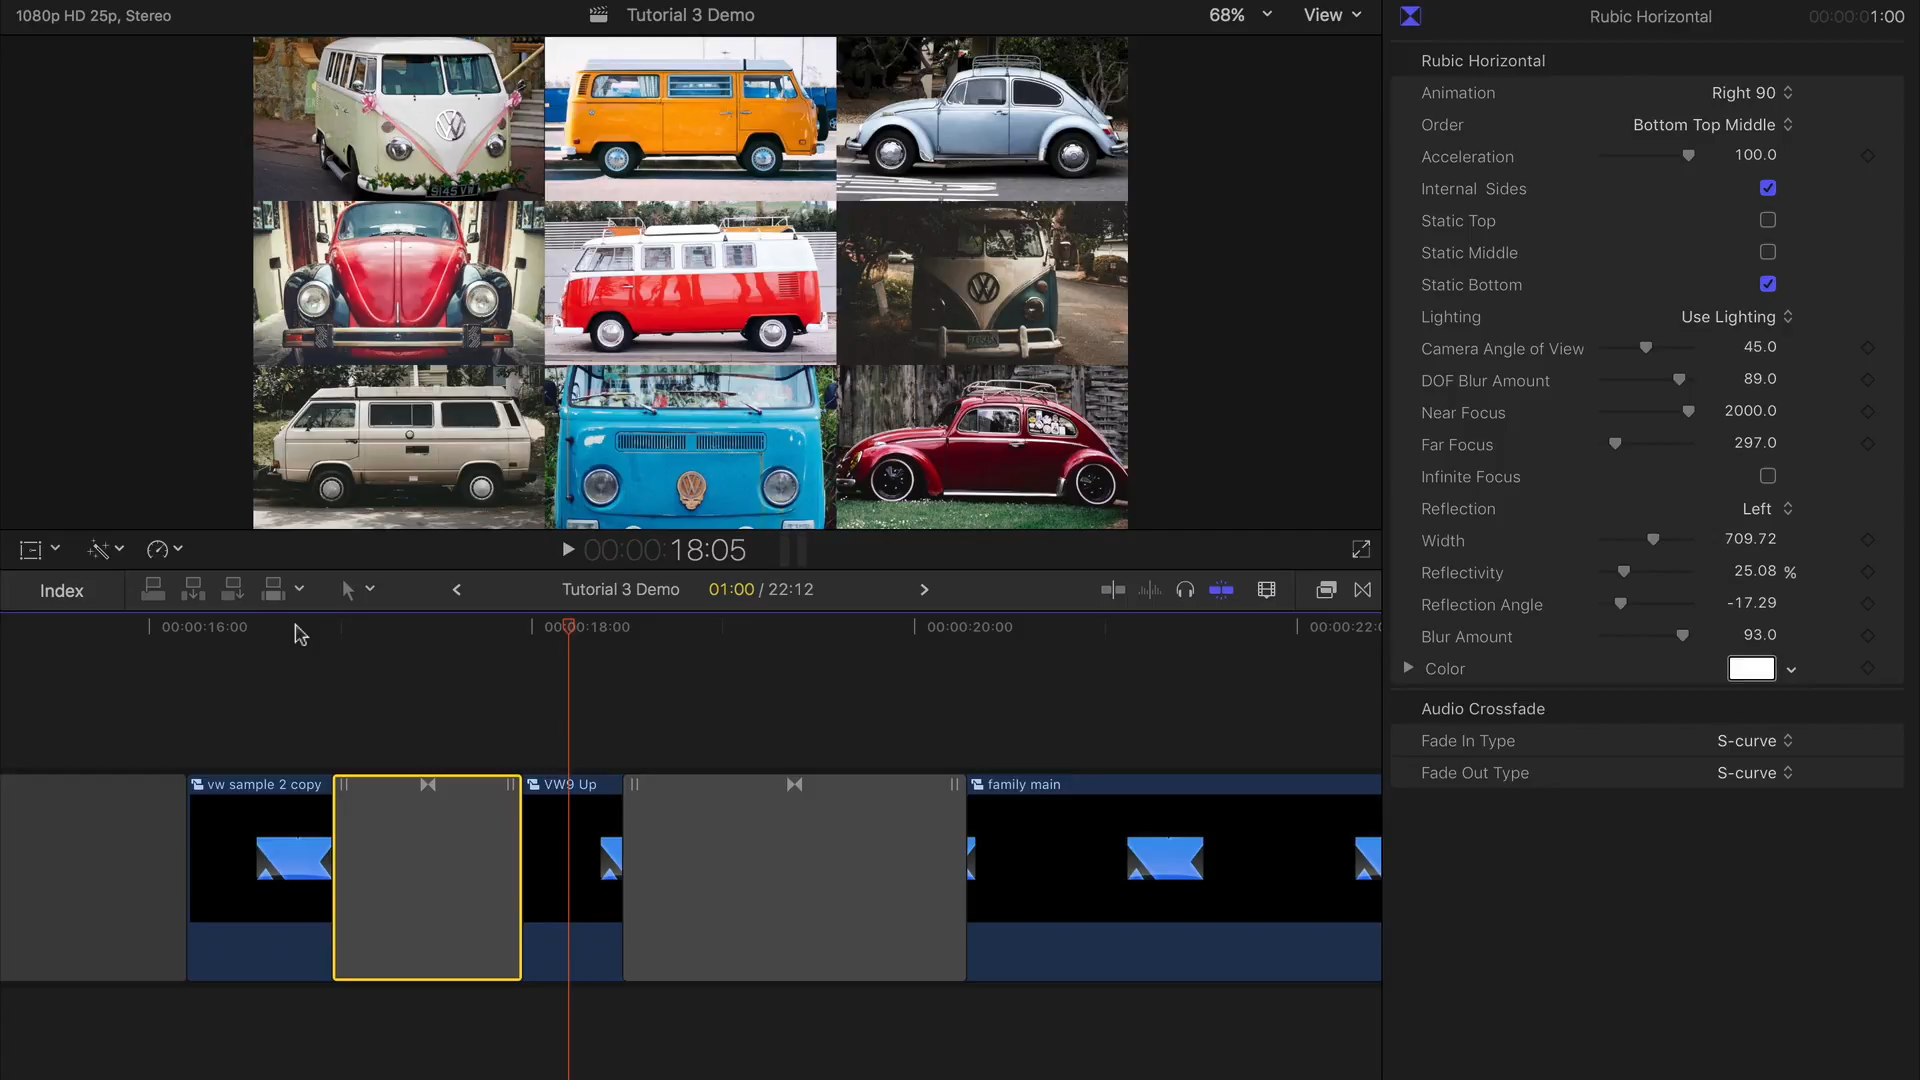 1080p HD 25p, Stereo
Tutorial 3 Demo
68%
View
Rubic Horizontal
00:00:01:00
Rubic Horizontal
Animation Right 90
Order Bottom Top Middle
Acceleration 100.0
Internal Sides
Static Top
Static Middle
Static Bottom
Lighting Use Lighting
Camera Angle of View 45.0
DOF Blur Amount 89.0
Near Focus 2000.0
Far Focus 297.0
Infinite Focus
Reflection Left
Width 709.72
Reflectivity 25.08 %
Reflection Angle -17.29
Blur Amount 93.0
Color
Audio Crossfade
Fade In Type S-curve
Fade Out Type S-curve
00:00:18:05
Index
Tutorial 3 Demo
01:00 / 22:12
00:00:16:00
00:00:18:00
00:00:20:00
00:00:22:0
vw sample 2 copy
VW9 Up
family main